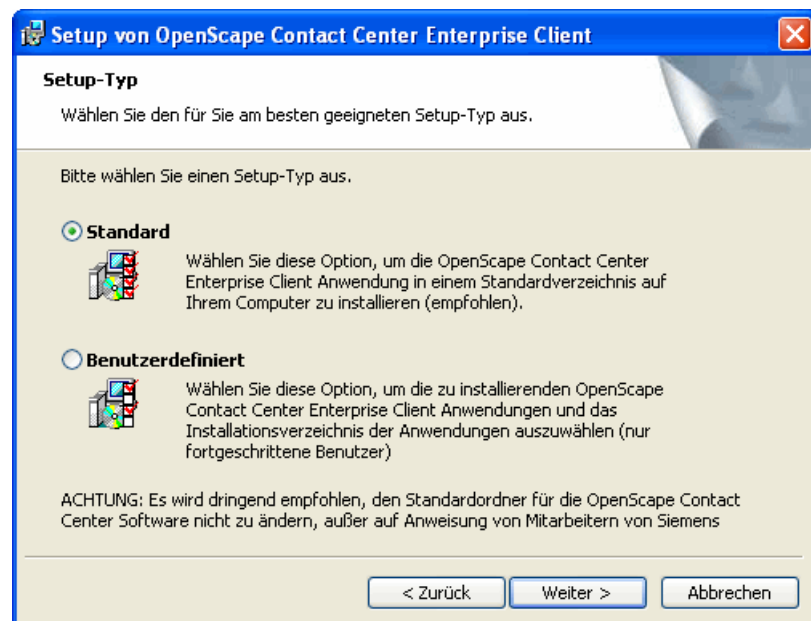 Setup von OpenScape Contact Center Enterprise Client
Setup-Typ
Wählen Sie den für Sie am besten geeigneten Setup-Typ aus.
Bitte wählen Sie einen Setup-Typ aus.
Standard
Wählen Sie diese Option, um die OpenScape Contact Center
Enterprise Client Anwendung in einem Standardverzeichnis auf
Ihrem Computer zu installieren (empfohlen).
Benutzerdefiniert
Wählen Sie diese Option, um die zu installierenden OpenScape
Contact Center Enterprise Client Anwendungen und das
Installationsverzeichnis der Anwendungen auszuwählen (nur
fortgeschrittene Benutzer)
ACHTUNG: Es wird dringend empfohlen, den Standardordner für die OpenScape Contact
Center Software nicht zu ändern, außer auf Anweisung von Mitarbeitern von Siemens
< Zurück Weiter > Abbrechen